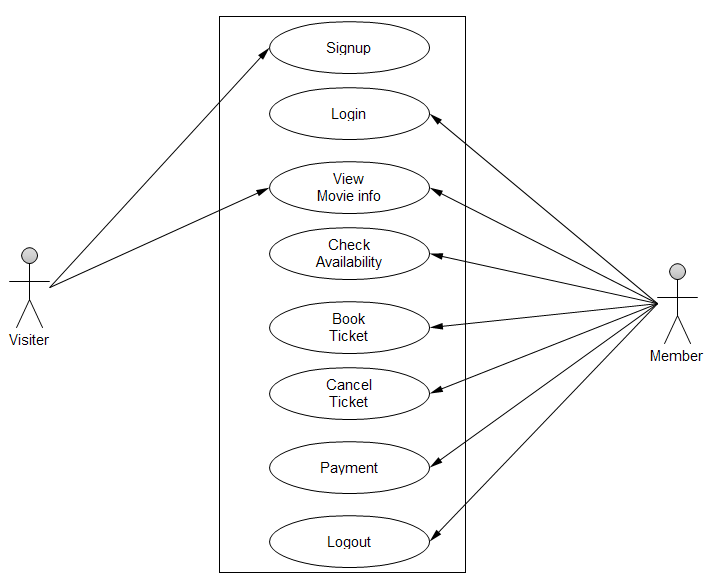 Signup
Login
View
Movie info
Check
Availability
Book
Ticket
Cancel
Ticket
Payment
Logout
Visiter
Member